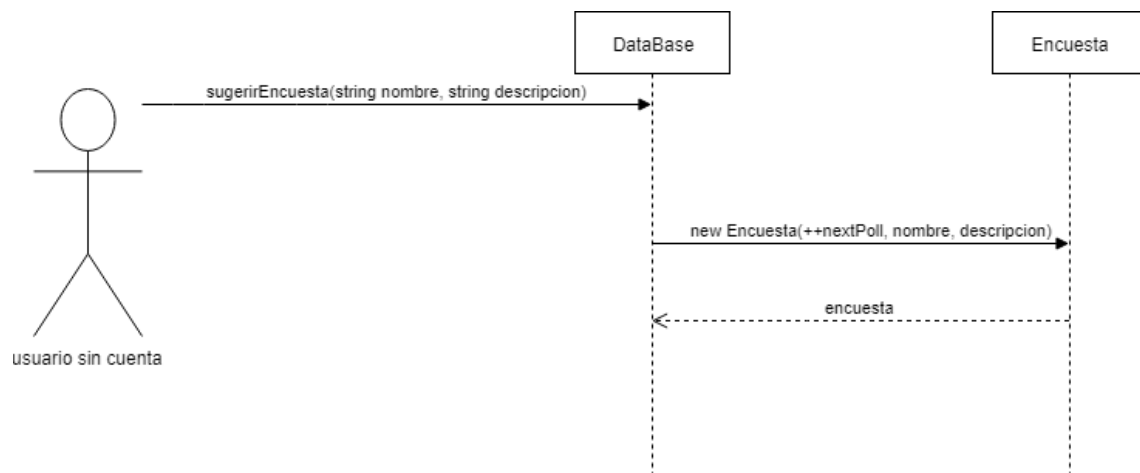 DataBase
Encuesta
sugerirEncuesta(string nombre, string descripcion)
new Encuesta(++nextPoll, nombre, descripcion)
encuesta
usuario sin cuenta